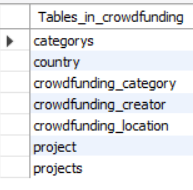 Tables_in_crowdfunding
categorys
country
crowdfunding_category
crowdfunding_creator
crowdfunding_location
project
projects